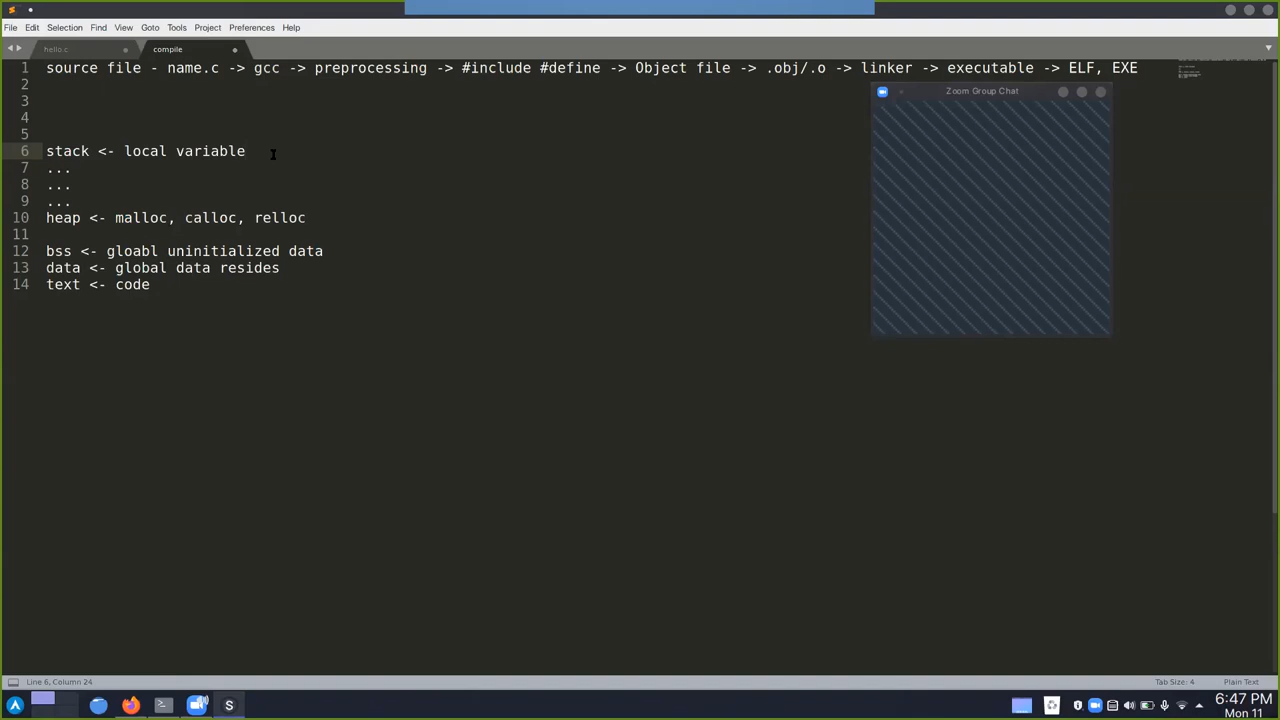 File Edit Selection Find View Goto Tools Project Preferences Help
hello.c
compile
1 source file - name.c -> gcc -> preprocessing -> #include #define -> Object file -> .obj/.o -> linker -> executable -> ELF, EXE
2
Zoom Group Chat
3
4
5
6 stack <- local variable
7 ...
8 ...
9 ...
10 heap <- malloc, calloc, relloc
11
12 bss <- gloabl uninitialized data
13 data <- global data resides
14 text <- code
Line 6, Column 24
Tab Size: 4
Plain Text
S
6:47 PM
Mon 11